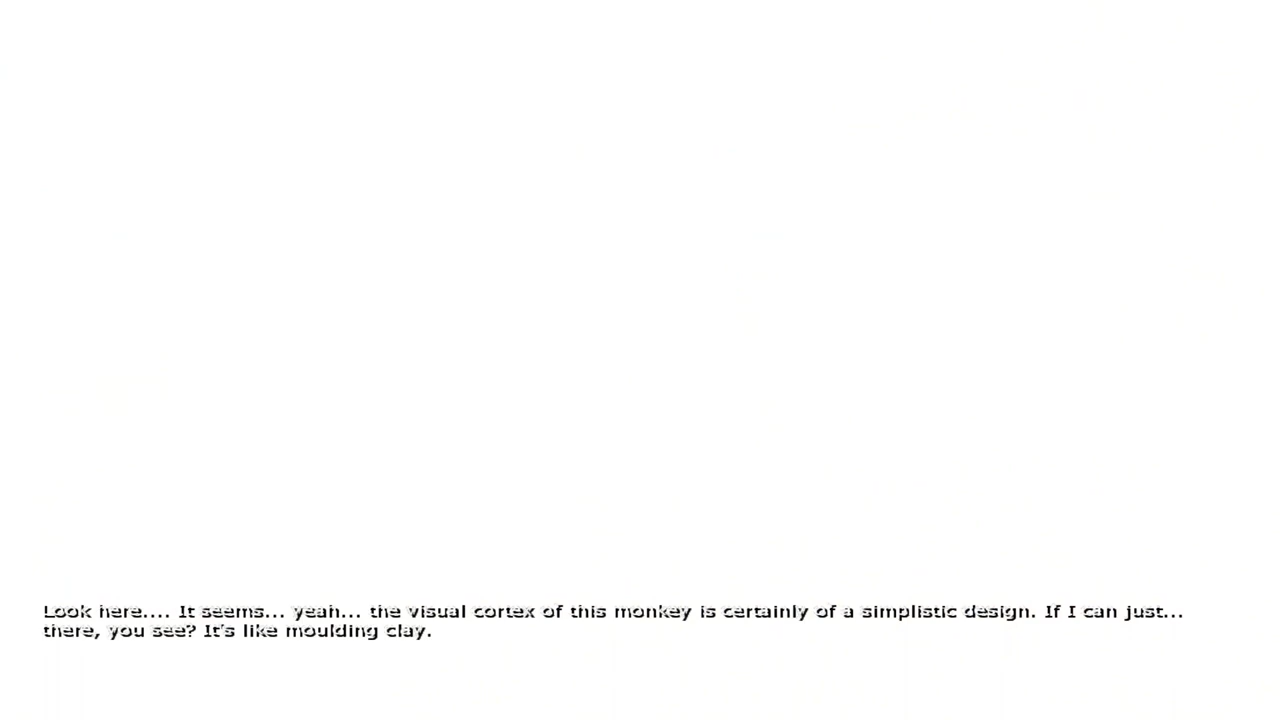 Look here.... It seems... yeah... the visual cortex of this monkey is certainly of a simplistic design. If I can just...
there, you see? It's like moulding clay.